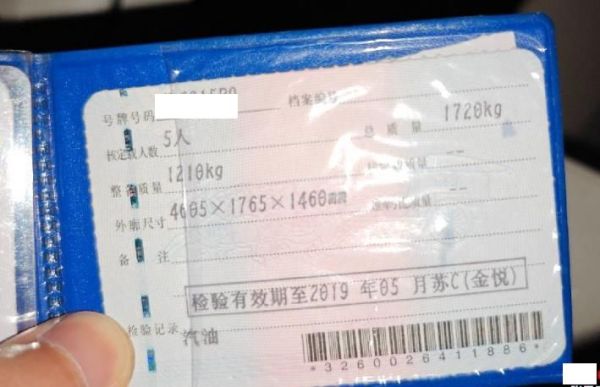 号牌号码 档案编号
核定载人数 5人 总质量 1720kg
整备质量 1210kg
外廓尺寸 4605×1765×1460
备注
检验有效期至2019年05月苏C(金悦)
检验记录 汽油
*3260026411886*